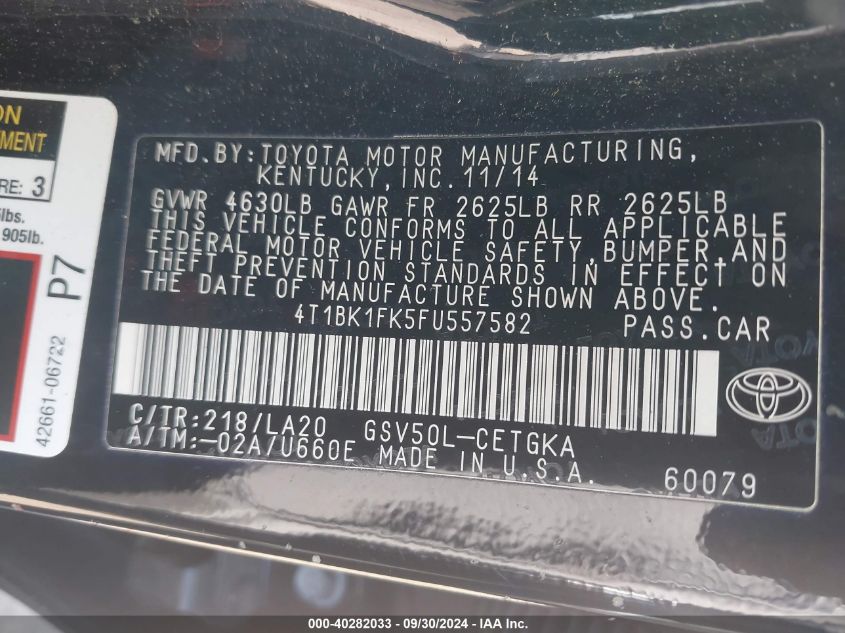 ON
MENT
RE: 3
lbs.
905lb.
P7
42661-06722
MFD.BY:TOYOTA MOTOR MANUFACTURING,
KENTUCKY,INC.11/14
GVWR 4630LB GAWR FR 2625LB RR 2625LB
THIS VEHICLE CONFORMS TO ALL APPLICABLE
FEDERAL MOTOR VEHICLE SAFETY,BUMPER,AND
THEFT PREVENTION STANDARDS IN EFFECT ON
THE DATE OF MANUFACTURE SHOWN ABOVE.
4T1BK1FK5FU557582 PASS.CAR
C/TR:218/LA20 GSV50L-CETGKA
A/TM:-02A/U660E MADE IN U.S.A.
60079
000-40282033 - 09/30/2024 - IAA Inc.